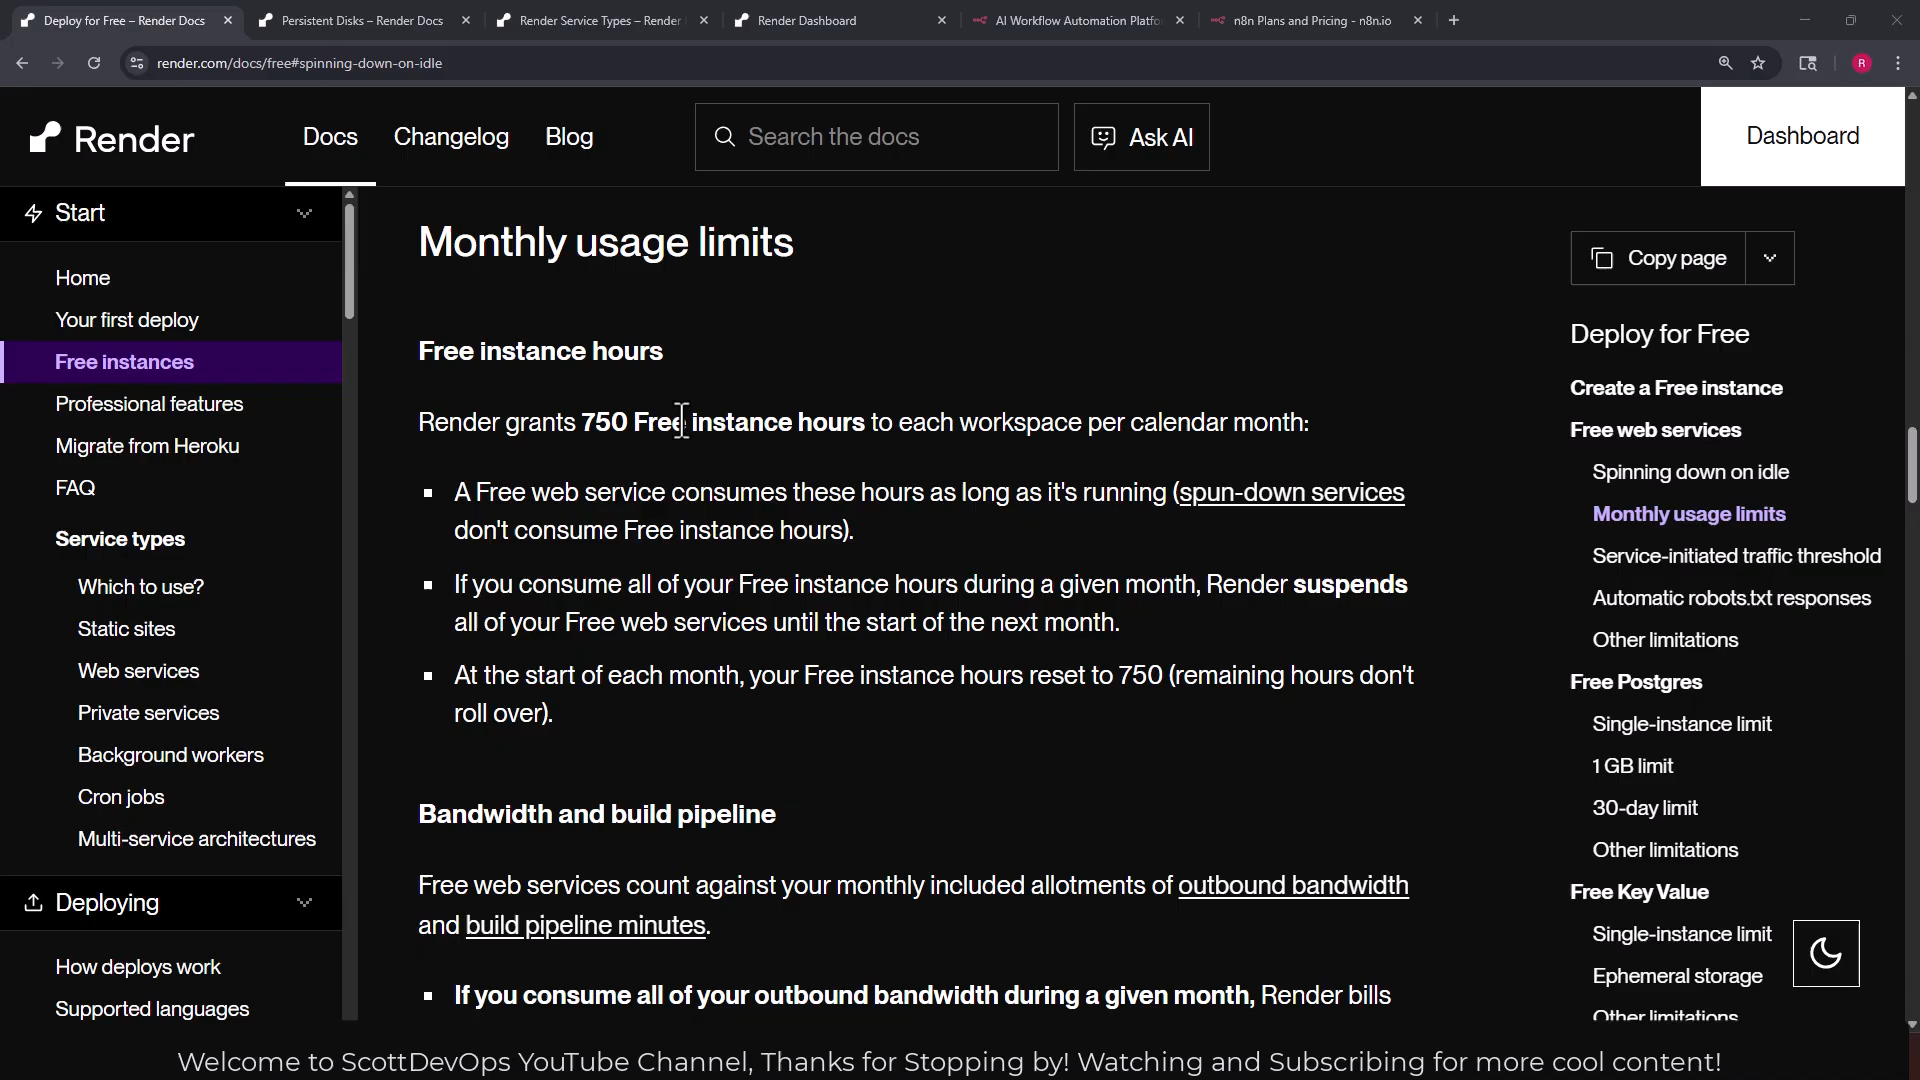 Deploy for Free – Render Docs
Persistent Disks – Render Docs
Render Service Types – Render
Render Dashboard
AI Workflow Automation Platfo
n8n Plans and Pricing - n8n.io
render.com/docs/free#spinning-down-on-idle
R
Render
Docs
Changelog
Blog
Search the docs
Ask AI
Dashboard
Start
Home
Your first deploy
Free instances
Professional features
Migrate from Heroku
FAQ
Service types
Which to use?
Static sites
Web services
Private services
Background workers
Cron jobs
Multi-service architectures
Deploying
How deploys work
Supported languages
Monthly usage limits
Free instance hours
Render grants 750 Free instance hours to each workspace per calendar month:
▪ A Free web service consumes these hours as long as it's running (spun-down services
don't consume Free instance hours).
▪ If you consume all of your Free instance hours during a given month, Render suspends
all of your Free web services until the start of the next month.
▪ At the start of each month, your Free instance hours reset to 750 (remaining hours don't
roll over).
Bandwidth and build pipeline
Free web services count against your monthly included allotments of outbound bandwidth
and build pipeline minutes.
▪ If you consume all of your outbound bandwidth during a given month, Render bills
Copy page
Deploy for Free
Create a Free instance
Free web services
Spinning down on idle
Monthly usage limits
Service-initiated traffic threshold
Automatic robots.txt responses
Other limitations
Free Postgres
Single-instance limit
1 GB limit
30-day limit
Other limitations
Free Key Value
Single-instance limit
Ephemeral storage
Other limitations
Welcome to ScottDevOps YouTube Channel, Thanks for Stopping by! Watching and Subscribing for more cool content!